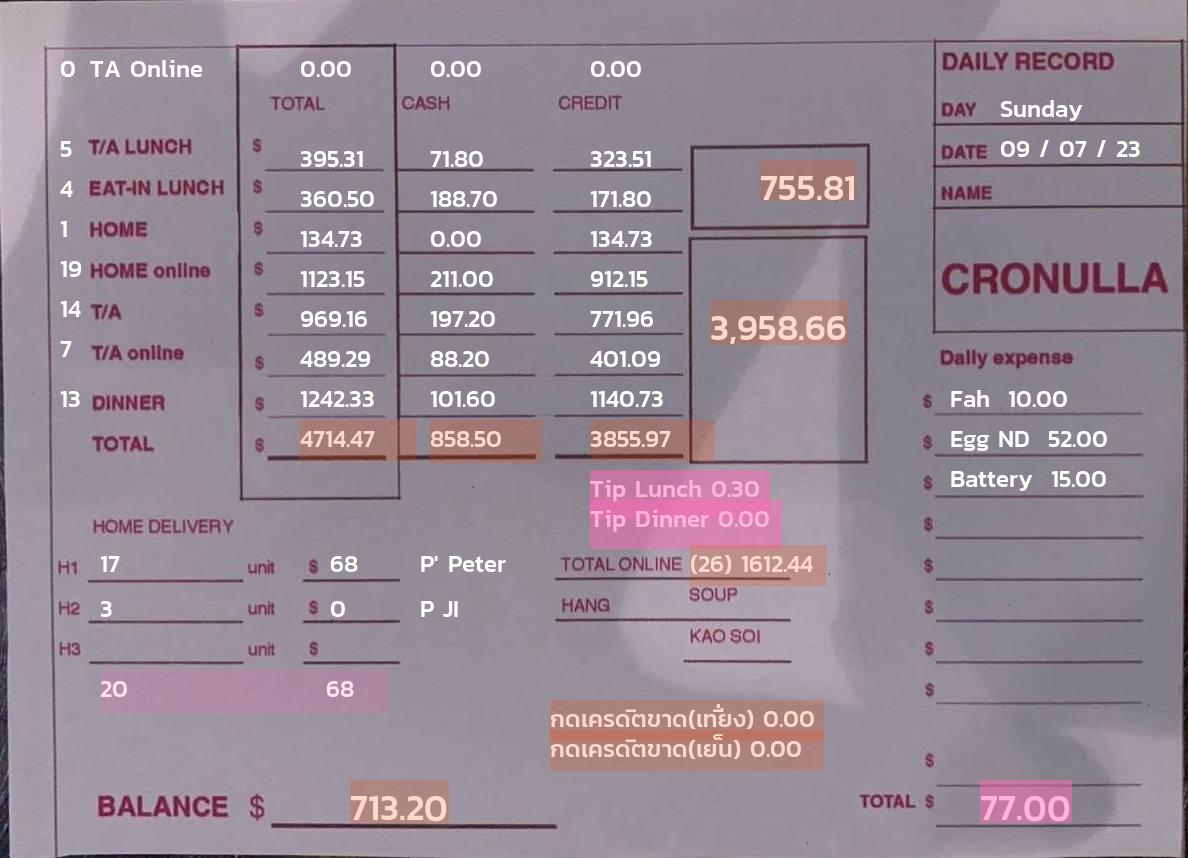 0 TA Online 0.00 0.00 0.00
TOTAL CASH CREDIT
5 T/A LUNCH $ 395.31 71.80 323.51
4 EAT-IN LUNCH $ 360.50 188.70 171.80
755.81
1 HOME $ 134.73 0.00 134.73
19 HOME online $ 1123.15 211.00 912.15
14 T/A $ 969.16 197.20 771.96
3,958.66
7 T/A online $ 489.29 88.20 401.09
13 DINNER $ 1242.33 101.60 1140.73
TOTAL $ 4714.47 858.50 3855.97
Tip Lunch 0.30
Tip Dinner 0.00
HOME DELIVERY
H1 17 unit $ 68 P' Peter
H2 3 unit $ 0 P JI
H3 unit $
20 68
TOTAL ONLINE (26) 1612.44
HANG SOUP
KAO SOI
กดเครดิตขาด(เที่ยง) 0.00
กดเครดิตขาด(เย็น) 0.00
BALANCE $ 713.20
DAILY RECORD
DAY Sunday
DATE 09 / 07 / 23
NAME
CRONULLA
Daily expense
$ Fah 10.00
$ Egg ND 52.00
$ Battery 15.00
$
$
$
$
$
$
TOTAL $ 77.00